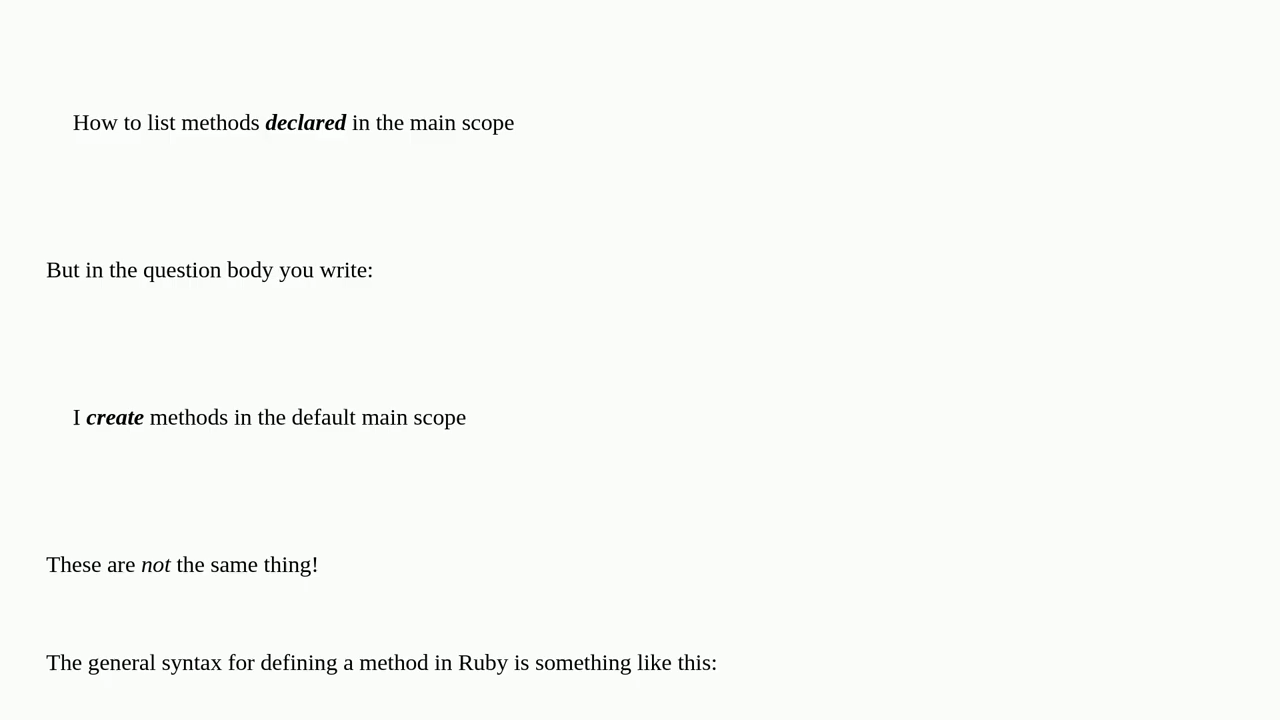 How to list methods declared in the main scope
But in the question body you write:
I create methods in the default main scope
These are not the same thing!
The general syntax for defining a method in Ruby is something like this: